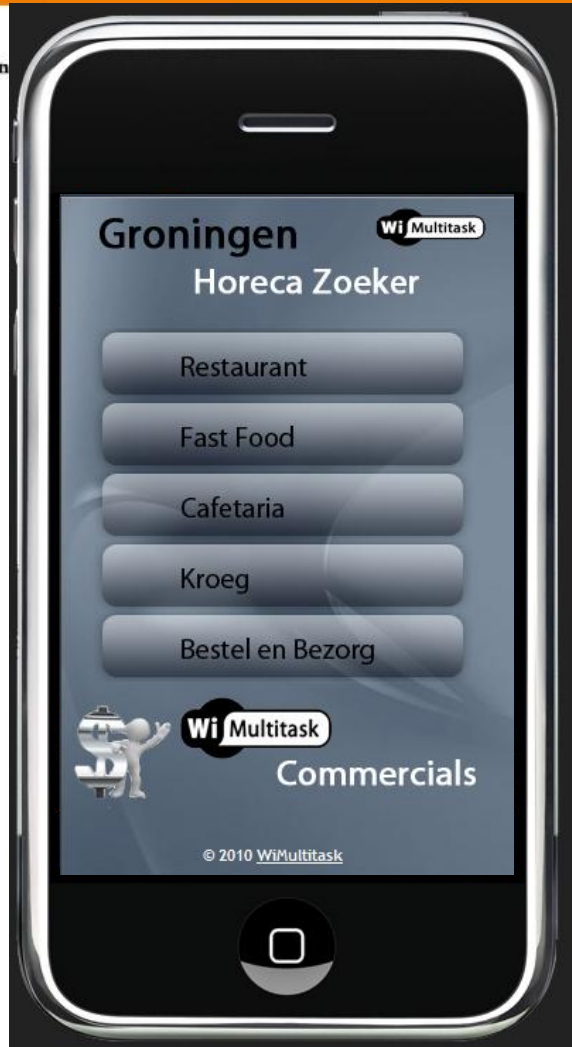 n
Groningen
Wi Multitask
Horeca Zoeker
Restaurant
Fast Food
Cafetaria
Kroeg
Bestel en Bezorg
Wi Multitask
Commercials
© 2010 WiMultitask